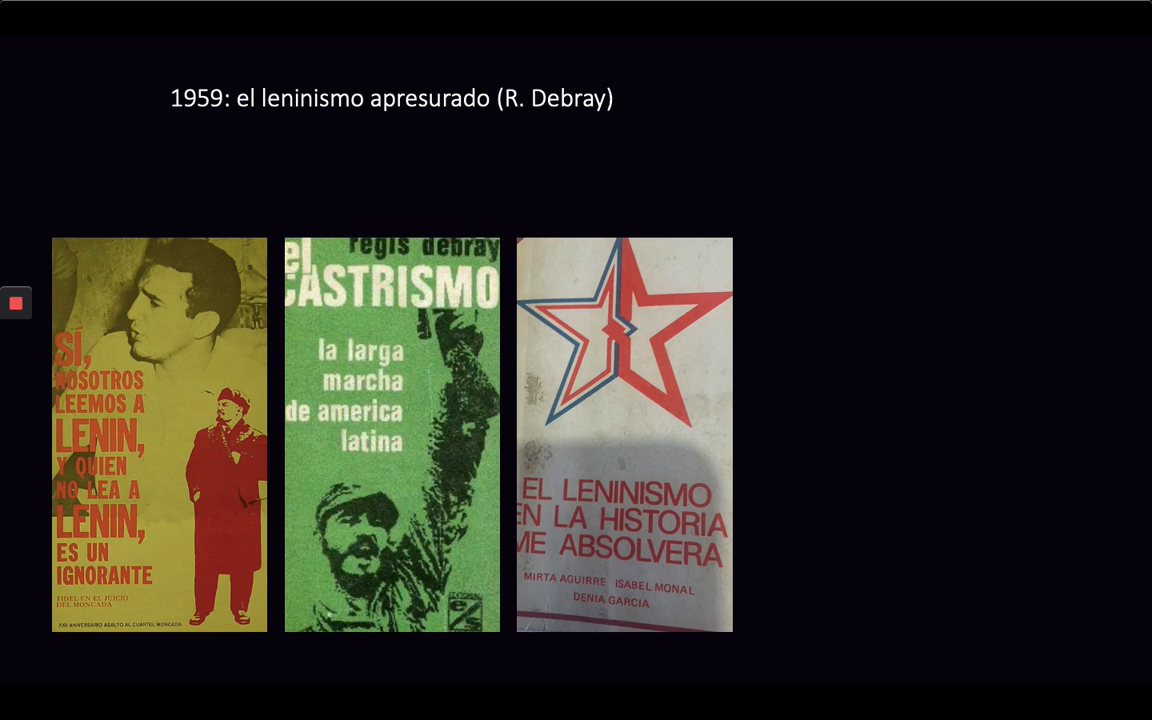 1959: el leninismo apresurado (R. Debray)
SÍ,
NOSOTROS
LEEMOS A
LENIN,
Y QUIEN
NO LEA A
LENIN,
ES UN
IGNORANTE
FIDEL EN EL JUICIO
DEL MONCADA
XXII ANIVERSARIO ASALTO AL CUARTEL MONCADA
regis debray
el
CASTRISMO
la larga
marcha
de america
latina
EL LENINISMO
EN LA HISTORIA
ME ABSOLVERA
MIRTA AGUIRRE ISABEL MONAL
DENIA GARCIA